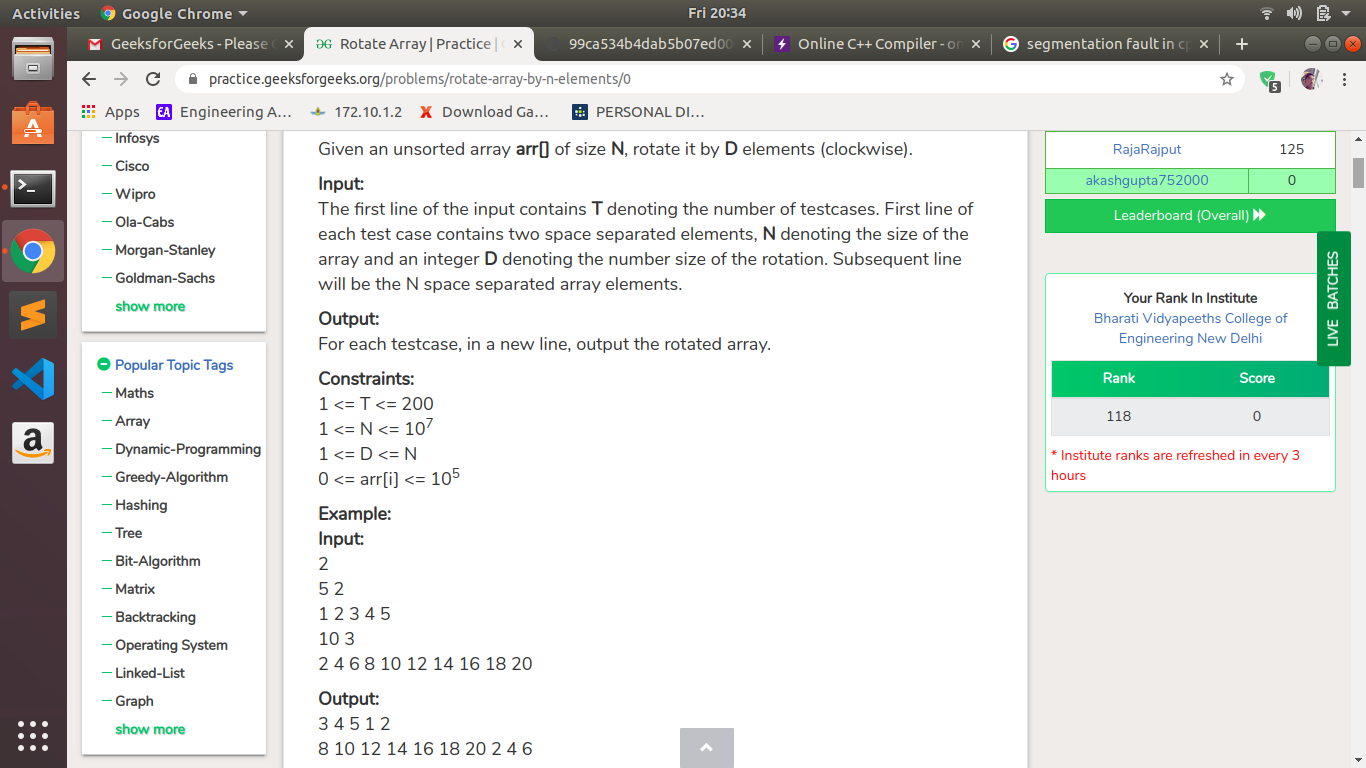 Activities
Google Chrome
Fri 20:34
GeeksforGeeks - Please
Rotate Array | Practice |
99ca534b4dab5b07ed00
Online C++ Compiler - on
segmentation fault in cp
practice.geeksforgeeks.org/problems/rotate-array-by-n-elements/0
5
Apps
Engineering A...
172.10.1.2
Download Ga...
PERSONAL DI...
Infosys
Cisco
Wipro
Ola-Cabs
Morgan-Stanley
Goldman-Sachs
show more
Popular Topic Tags
Maths
Array
Dynamic-Programming
Greedy-Algorithm
Hashing
Tree
Bit-Algorithm
Matrix
Backtracking
Operating System
Linked-List
Graph
show more
Given an unsorted array arr[] of size N, rotate it by D elements (clockwise).
Input:
The first line of the input contains T denoting the number of testcases. First line of
each test case contains two space separated elements, N denoting the size of the
array and an integer D denoting the number size of the rotation. Subsequent line
will be the N space separated array elements.
Output:
For each testcase, in a new line, output the rotated array.
Constraints:
1 <= T <= 200
1 <= N <= 10⁷
1 <= D <= N
0 <= arr[i] <= 10⁵
Example:
Input:
2
5 2
1 2 3 4 5
10 3
2 4 6 8 10 12 14 16 18 20
Output:
3 4 5 1 2
8 10 12 14 16 18 20 2 4 6
RajaRajput 125
akashgupta752000 0
Leaderboard (Overall)
LIVE BATCHES
Your Rank In Institute
Bharati Vidyapeeths College of
Engineering New Delhi
Rank Score
118 0
* Institute ranks are refreshed in every 3
hours